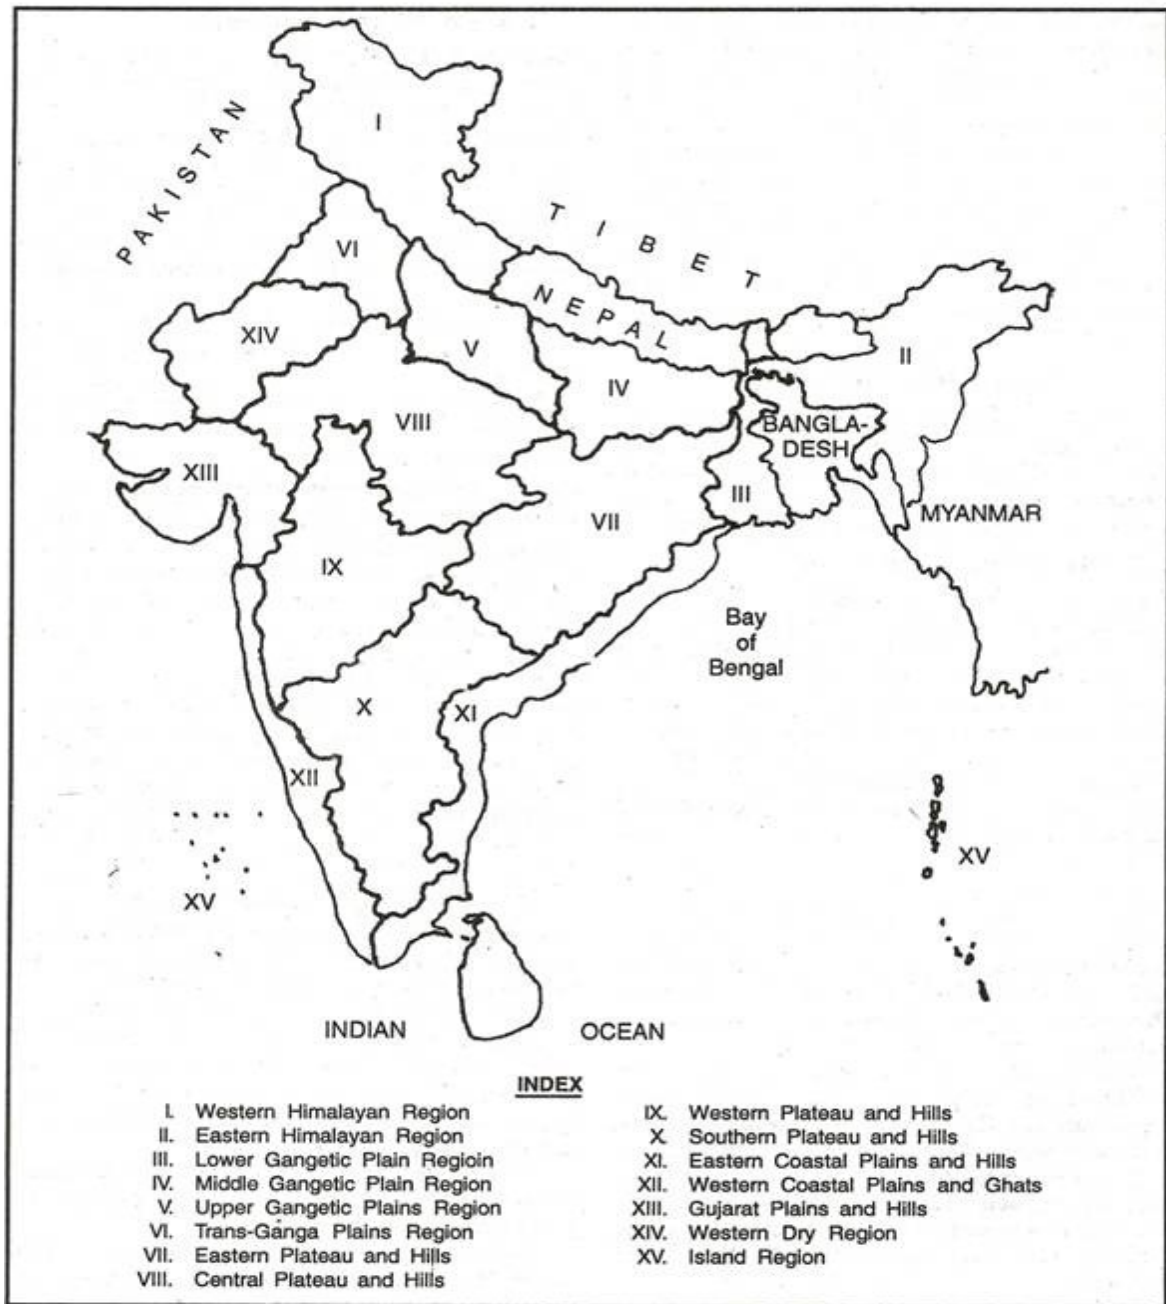 I
PAKISTAN
TIBET
VI
NEPAL
XIV
V
II
IV
VIII
BANGLA-
DESH
XIII
III
VII
MYANMAR
IX
Bay
of
Bengal
X
XI
XII
XV
XV
INDIAN OCEAN
INDEX
I. Western Himalayan Region
II. Eastern Himalayan Region
III. Lower Gangetic Plain Regioin
IV. Middle Gangetic Plain Region
V. Upper Gangetic Plains Region
VI. Trans-Ganga Plains Region
VII. Eastern Plateau and Hills
VIII. Central Plateau and Hills
IX. Western Plateau and Hills
X. Southern Plateau and Hills
XI. Eastern Coastal Plains and Hills
XII. Western Coastal Plains and Ghats
XIII. Gujarat Plains and Hills
XIV. Western Dry Region
XV. Island Region